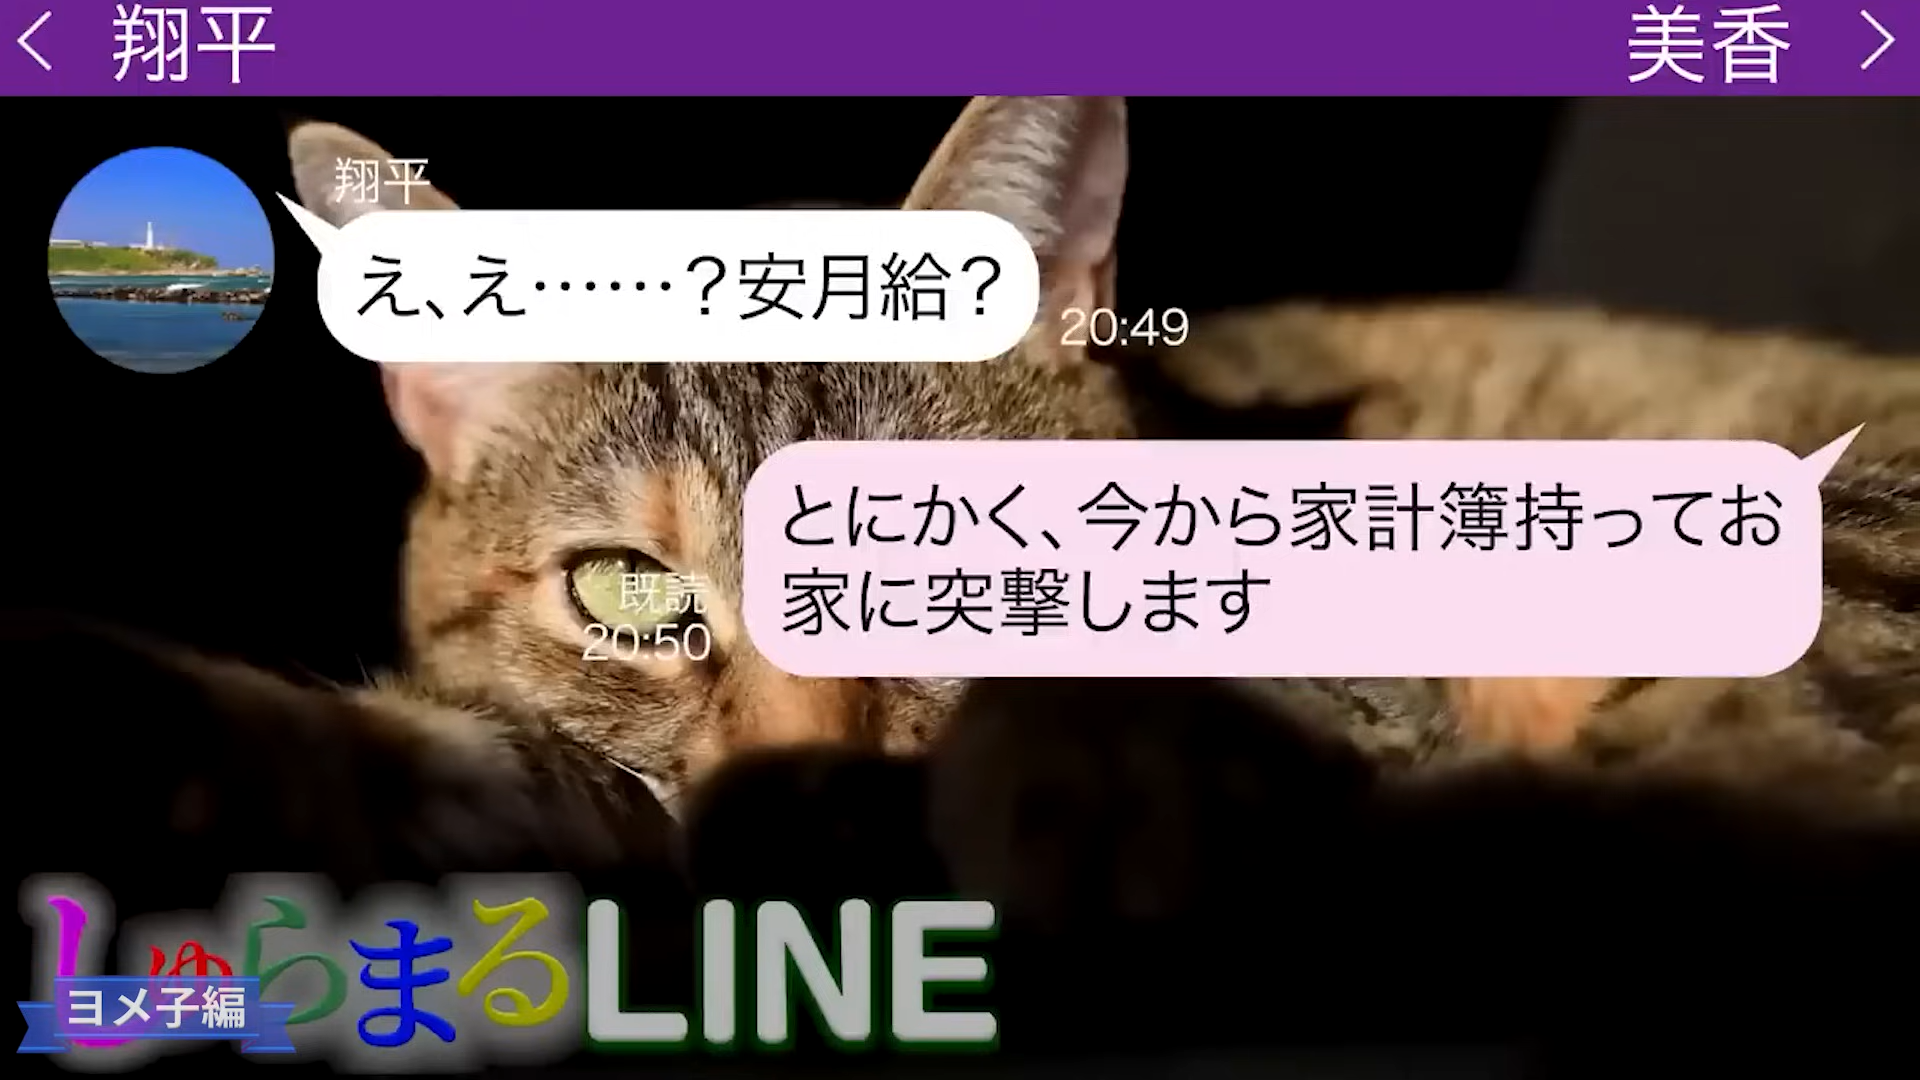 翔平
美香
翔平
え、え……？安月給？
20:49
とにかく、今から家計簿持ってお
家に突撃します
既読
20:50
しゅらまるLINE
ヨメ子編